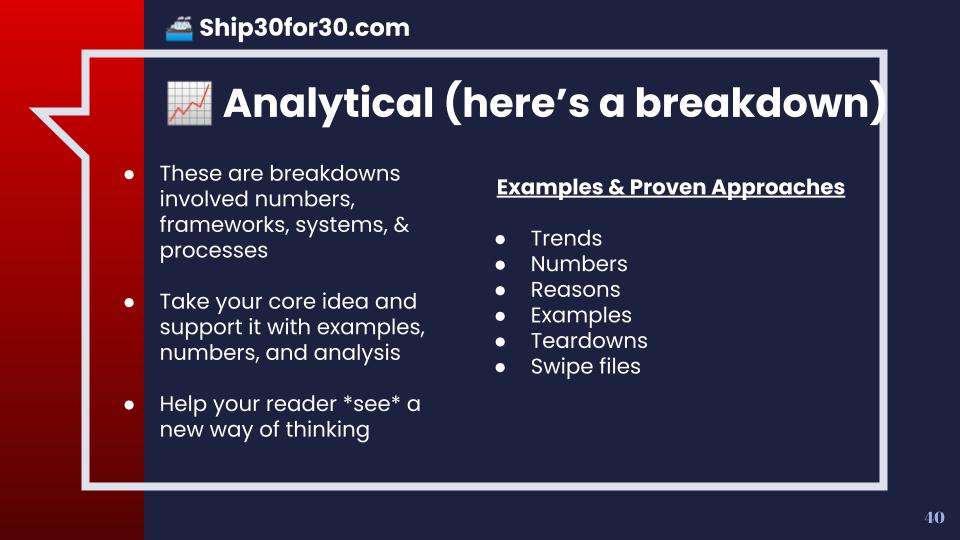 🚢 Ship30for30.com
📈 Analytical (here’s a breakdown)
● These are breakdowns
involved numbers,
frameworks, systems, &
processes
● Take your core idea and
support it with examples,
numbers, and analysis
● Help your reader *see* a
new way of thinking
Examples & Proven Approaches
● Trends
● Numbers
● Reasons
● Examples
● Teardowns
● Swipe files
40